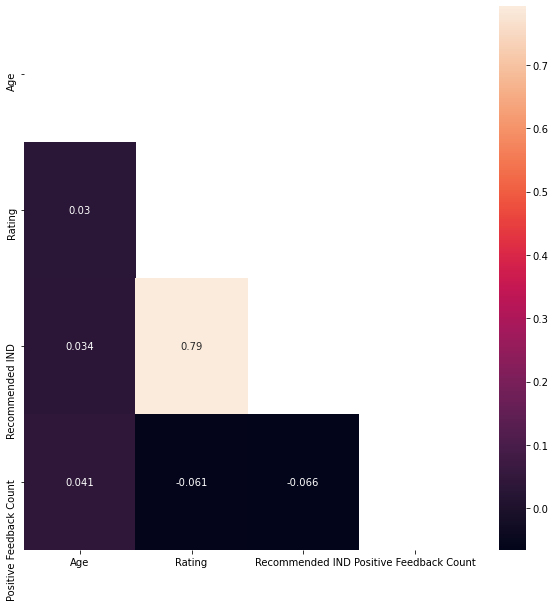 Age
Rating
0.03
Recommended IND
0.034 0.79
Positive Feedback Count
0.041 -0.061 -0.066
Age Rating Recommended IND Positive Feedback Count
0.7
0.6
0.5
0.4
0.3
0.2
0.1
0.0